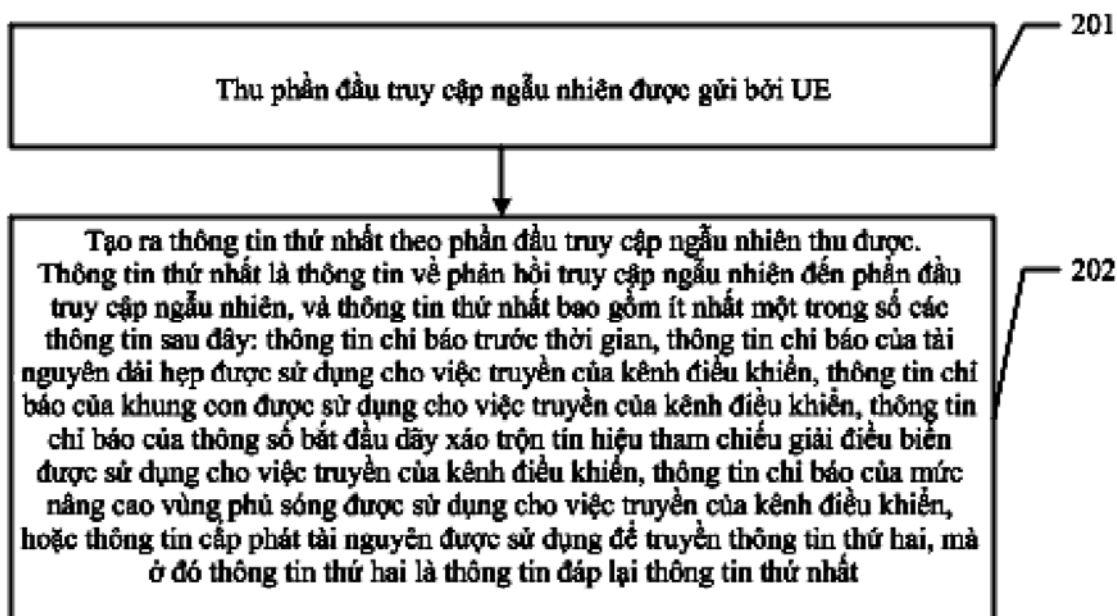 201
Thu phần đầu truy cập ngẫu nhiên được gửi bởi UE
Tạo ra thông tin thứ nhất theo phần đầu truy cập ngẫu nhiên thu được.
Thông tin thứ nhất là thông tin về phản hồi truy cập ngẫu nhiên đến phần đầu
truy cập ngẫu nhiên, và thông tin thứ nhất bao gồm ít nhất một trong số các
thông tin sau đây: thông tin chỉ báo trước thời gian, thông tin chỉ báo của tài
nguyên dải hẹp được sử dụng cho việc truyền của kênh điều khiển, thông tin chỉ
báo của khung con được sử dụng cho việc truyền của kênh điều khiển, thông tin
chỉ báo của thông số bắt đầu dãy xáo trộn tín hiệu tham chiếu giải điều biến
được sử dụng cho việc truyền của kênh điều khiển, thông tin chỉ báo của mức
nâng cao vùng phủ sóng được sử dụng cho việc truyền của kênh điều khiển,
hoặc thông tin cấp phát tài nguyên được sử dụng để truyền thông tin thứ hai, mà
ở đó thông tin thứ hai là thông tin đáp lại thông tin thứ nhất
202